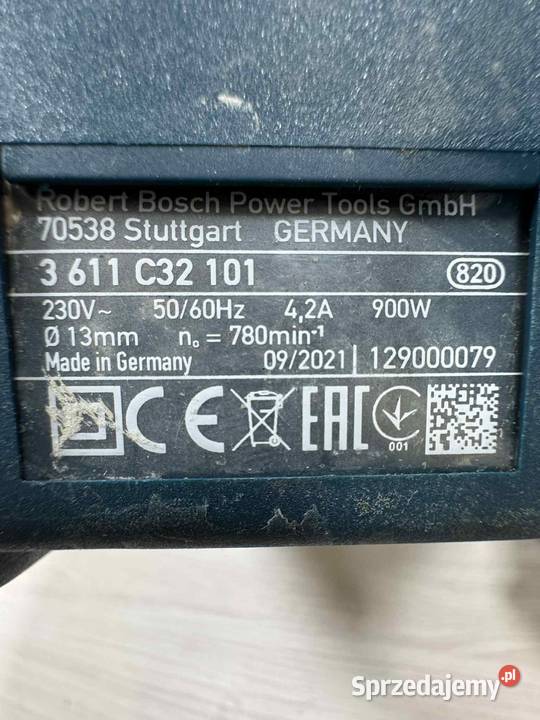 Robert Bosch Power Tools GmbH
70538 Stuttgart GERMANY
3 611 C32 101 820
230V~ 50/60Hz 4,2A 900W
Ø 13mm n₀ = 780min⁻¹
Made in Germany 09/2021 | 129000079
CE EAC 001
Sprzedajemy.pl